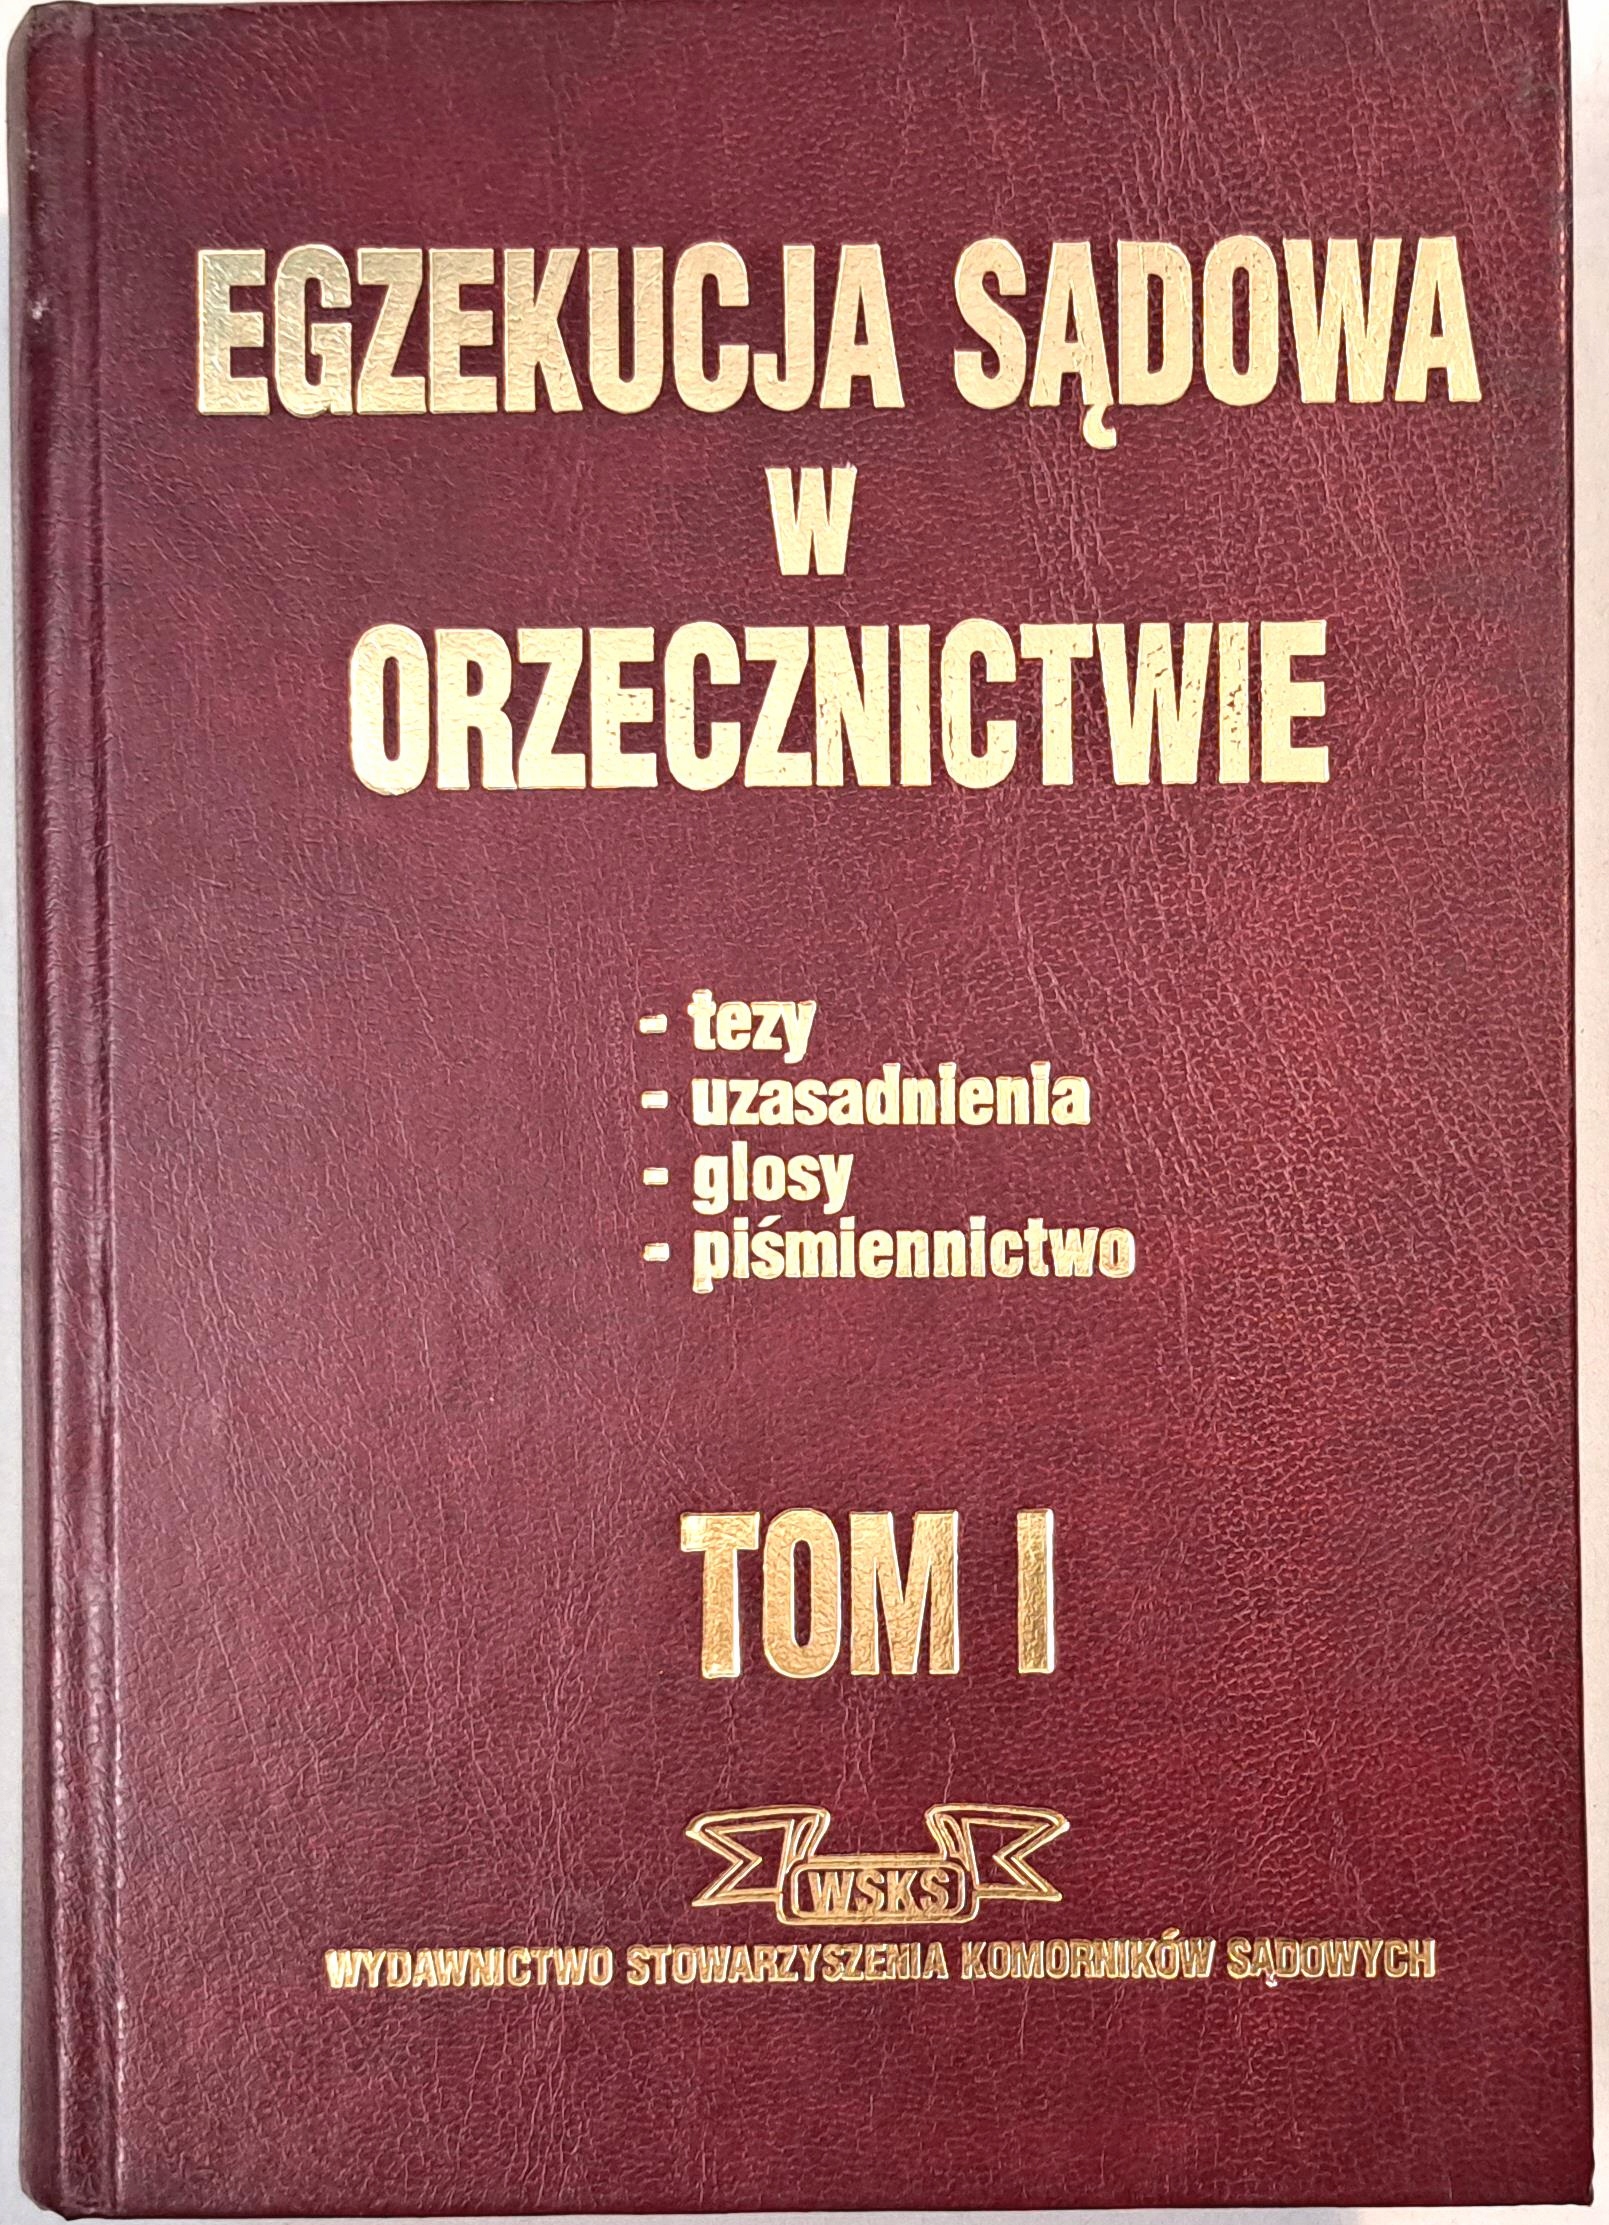 EGZEKUCJA SĄDOWA
W
ORZECZNICTWIE
- tezy
- uzasadnienia
- glosy
- piśmiennictwo
TOM I
WSKS
WYDAWNICTWO STOWARZYSZENIA KOMORNIKÓW SĄDOWYCH